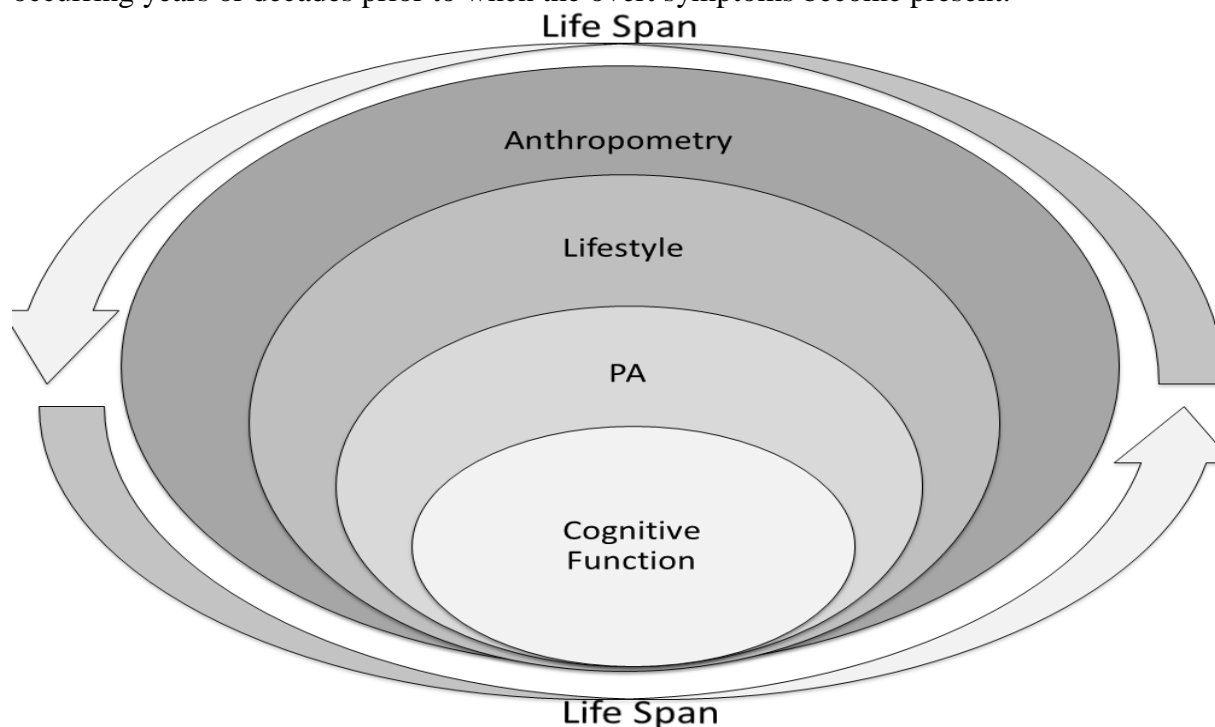 occurring years or decades prior to when the overt symptoms become present.
Life Span
Anthropometry
Lifestyle
PA
Cognitive
Function
Life Span